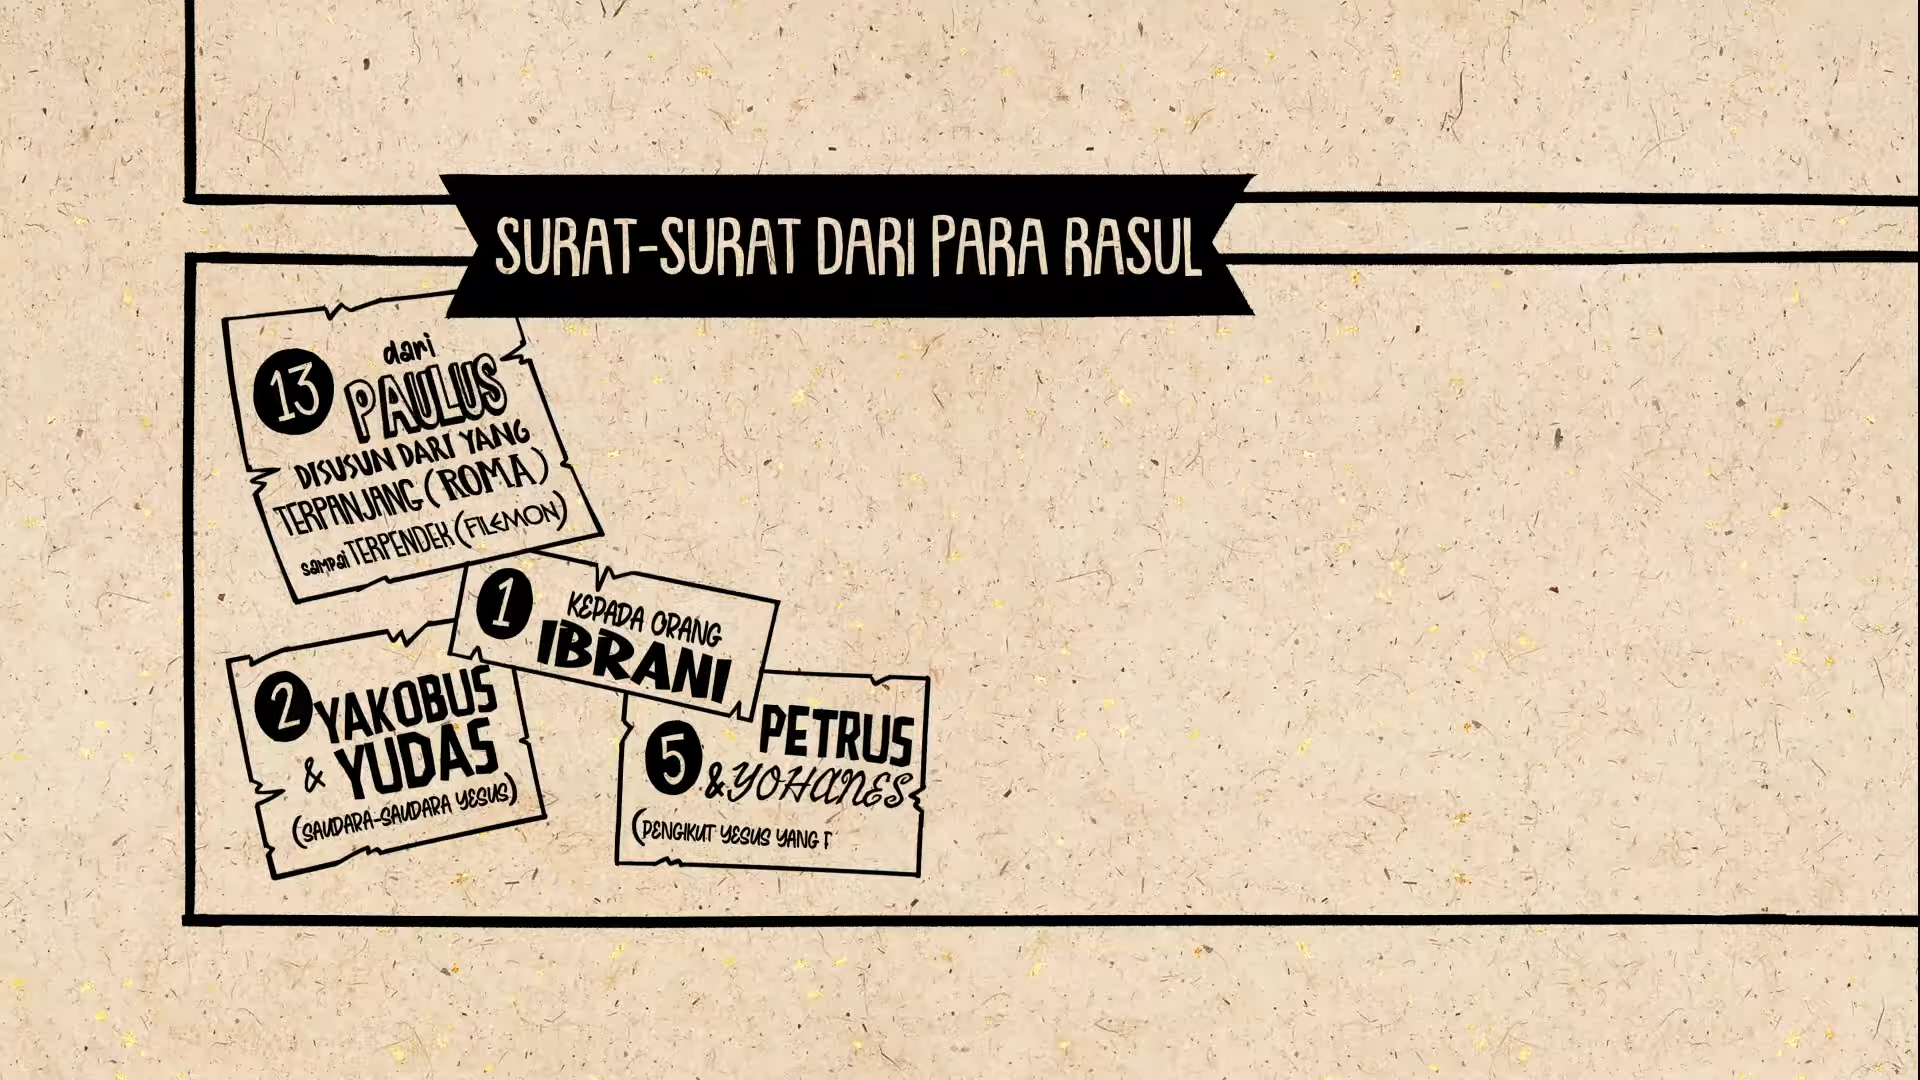 SURAT-SURAT DARI PARA RASUL
13
dari
PAULUS
DISUSUN DARI YANG
TERPANJANG (ROMA)
sampai TERPENDEK (FILEMON)
1
KEPADA ORANG
IBRANI
2
YAKOBUS
& YUDAS
(SAUDARA-SAUDARA YESUS)
5
PETRUS
& YOHANES
(PENGIKUT YESUS YANG